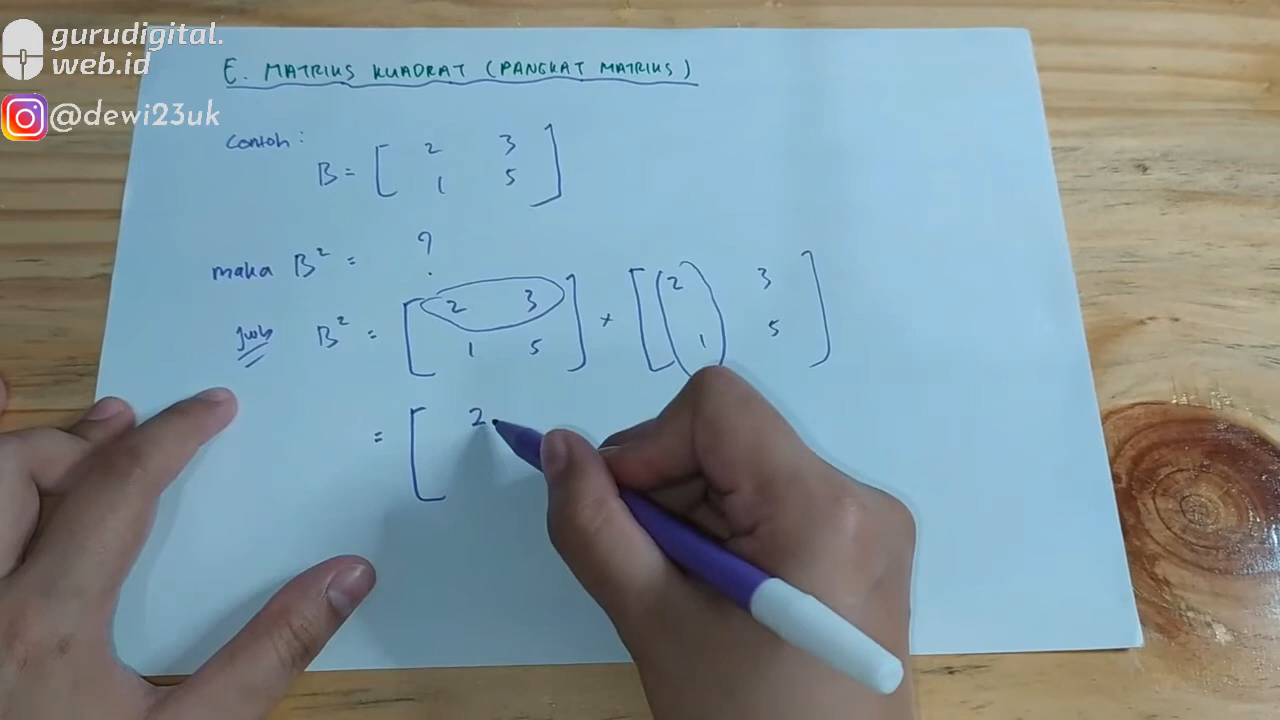 gurudigital.
web.id
@dewi23uk
E. MATRIKS KUADRAT (PANGKAT MATRIKS)
Contoh:
B = [ 2 3
1 5 ]
maka B² = ?
Jwb B² = [ 2 3
1 5 ] × [ 2 3
1 5 ]
= [ 2.